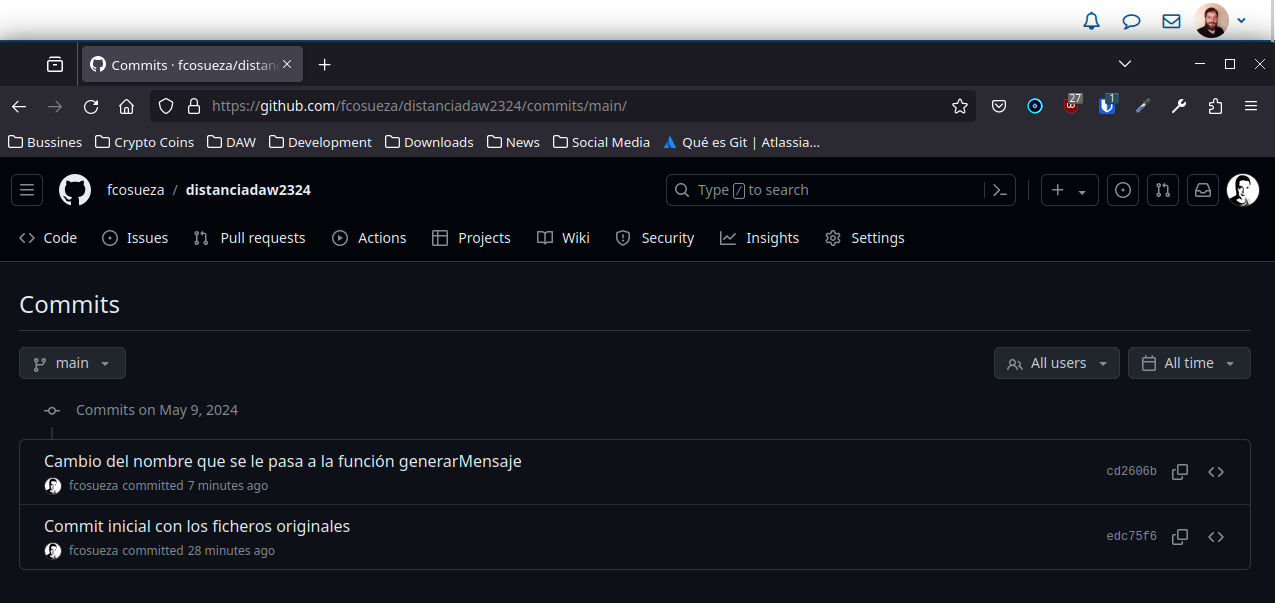 Commits · fcosueza/distan
https://github.com/fcosueza/distanciadaw2324/commits/main/
27
1
Bussines Crypto Coins DAW Development Downloads News Social Media Qué es Git | Atlassia...
fcosueza / distanciadaw2324
Type / to search
Code Issues Pull requests Actions Projects Wiki Security Insights Settings
Commits
main All users All time
Commits on May 9, 2024
Cambio del nombre que se le pasa a la función generarMensaje
fcosueza committed 7 minutes ago
cd2606b
Commit inicial con los ficheros originales
fcosueza committed 28 minutes ago
edc75f6